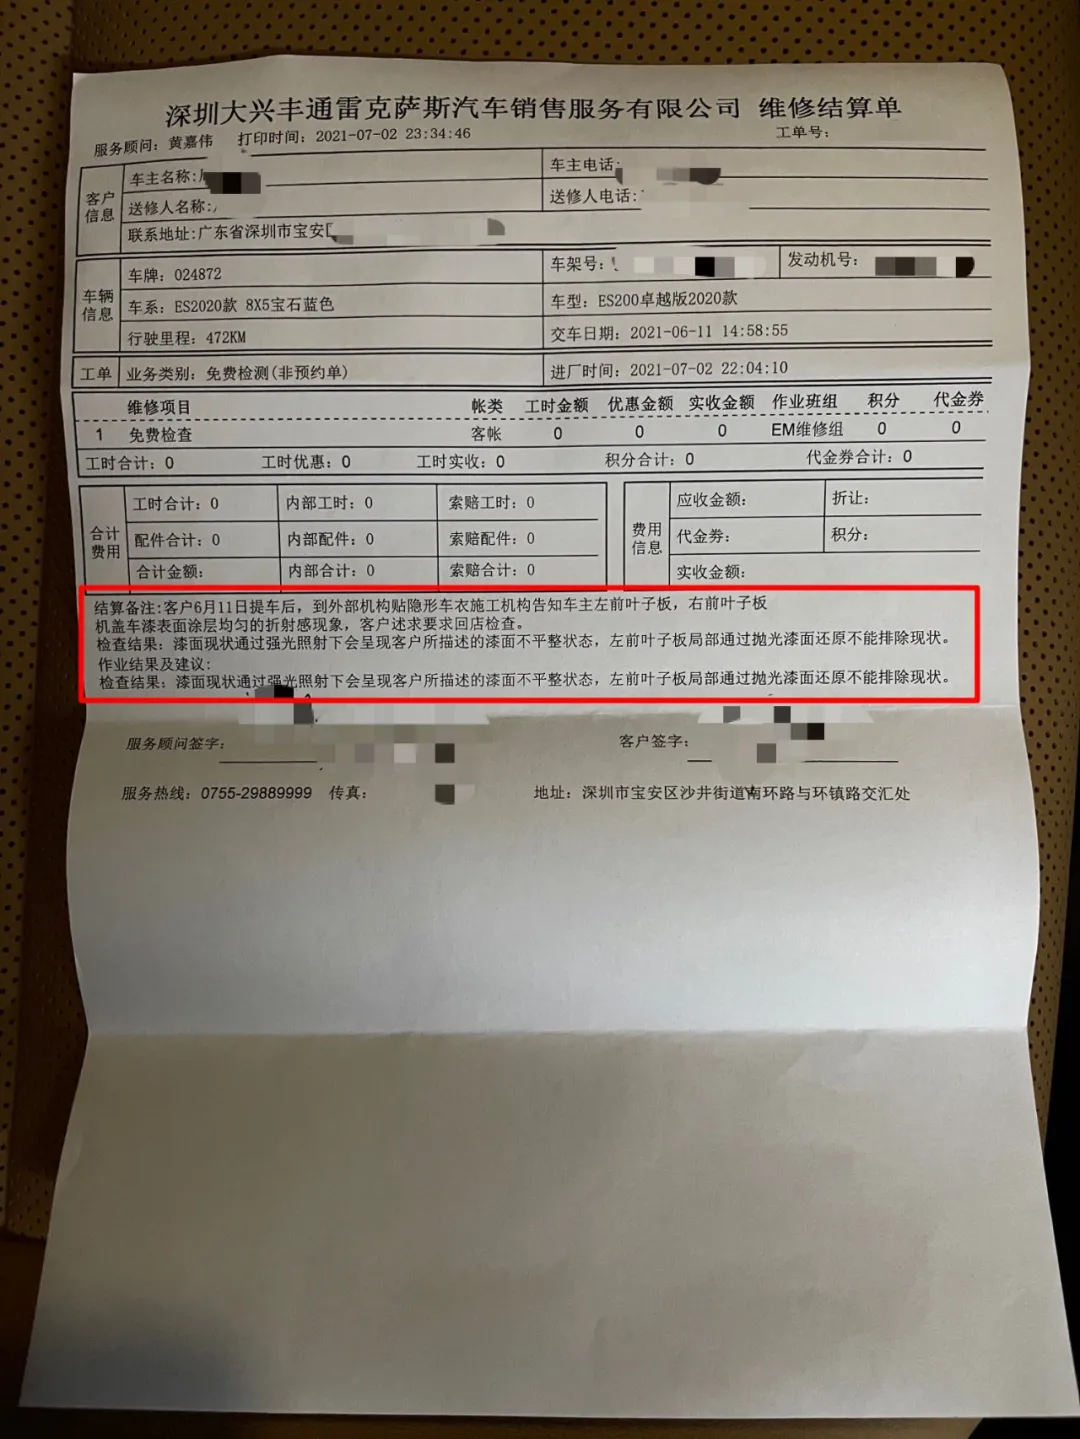 深圳大兴丰通雷克萨斯汽车销售服务有限公司 维修结算单
服务顾问：黄嘉伟 打印时间：2021-07-02 23:34:46 工单号：
客户信息
车主名称： 车主电话：
送修人名称： 送修人电话：
联系地址：广东省深圳市宝安
车辆信息
车牌：024872 车架号： 发动机号：
车系：ES2020款 8X5宝石蓝色 车型：ES200卓越版2020款
行驶里程：472KM 交车日期：2021-06-11 14:58:55
工单 业务类别：免费检测(非预约单) 进厂时间：2021-07-02 22:04:10
维修项目 帐类 工时金额 优惠金额 实收金额 作业班组 积分 代金券
1 免费检查 客帐 0 0 0 EM维修组 0 0
工时合计：0 工时优惠：0 工时实收：0 积分合计：0 代金券合计：0
合计费用
工时合计：0 内部工时：0 索赔工时：0
配件合计：0 内部配件：0 索赔配件：0
合计金额： 内部合计：0 索赔合计：0
费用信息
应收金额： 折让：
代金券： 积分：
实收金额：
结算备注:客户6月11日提车后，到外部机构贴隐形车衣施工机构告知车主左前叶子板，右前叶子板
机盖车漆表面涂层均匀的折射感现象，客户述求要求回店检查。
检查结果：漆面现状通过强光照射下会呈现客户所描述的漆面不平整状态，左前叶子板局部通过抛光漆面还原不能排除现状。
作业结果及建议：
检查结果：漆面现状通过强光照射下会呈现客户所描述的漆面不平整状态，左前叶子板局部通过抛光漆面还原不能排除现状。
服务顾问签字： 客户签字：
服务热线：0755-29889999 传真： 地址：深圳市宝安区沙井街道南环路与环镇路交汇处